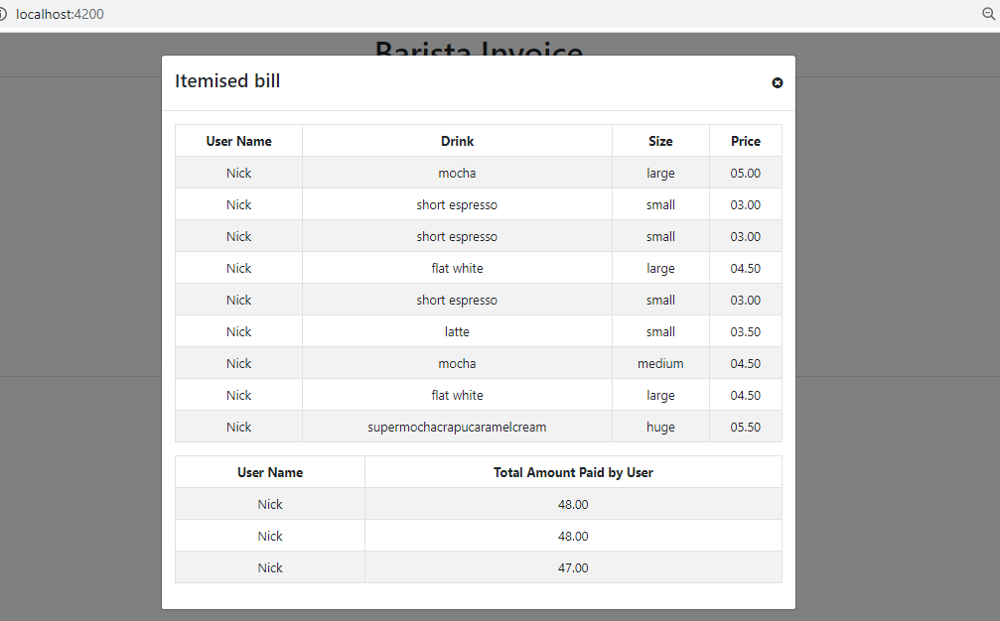 localhost:4200
Barista Invoice
Itemised bill
User Name Drink Size Price
Nick mocha large 05.00
Nick short espresso small 03.00
Nick short espresso small 03.00
Nick flat white large 04.50
Nick short espresso small 03.00
Nick latte small 03.50
Nick mocha medium 04.50
Nick flat white large 04.50
Nick supermochacrapucaramelcream huge 05.50
User Name Total Amount Paid by User
Nick 48.00
Nick 48.00
Nick 47.00